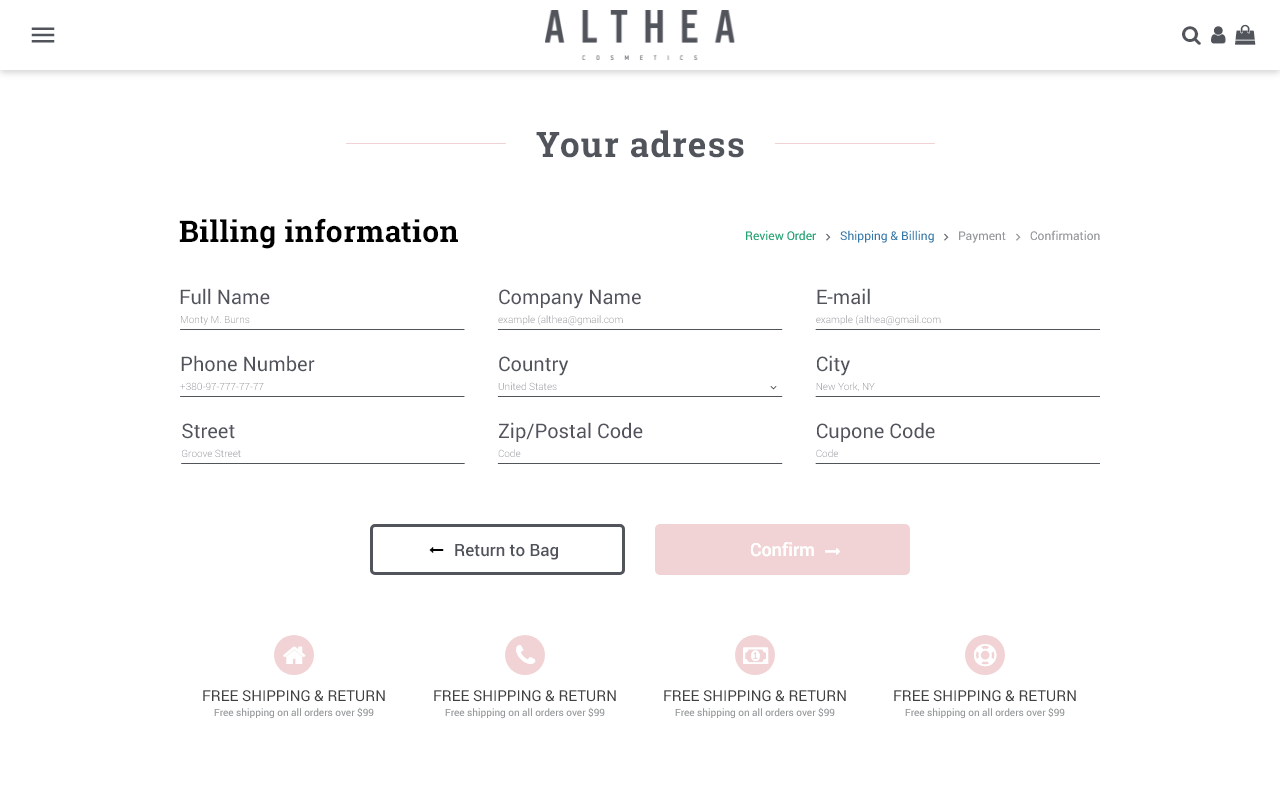 ALTHEA
COSMETICS
Your adress
Billing information
Review Order > Shipping & Billing > Payment > Confirmation
Full Name Company Name E-mail
Monty M. Burns example (althea@gmail.com example (althea@gmail.com
Phone Number Country City
+380-97-777-77-77 United States New York, NY
Street Zip/Postal Code Cupone Code
Groove Street Code Code
← Return to Bag Confirm →
FREE SHIPPING & RETURN FREE SHIPPING & RETURN FREE SHIPPING & RETURN FREE SHIPPING & RETURN
Free shipping on all orders over $99 Free shipping on all orders over $99 Free shipping on all orders over $99 Free shipping on all orders over $99